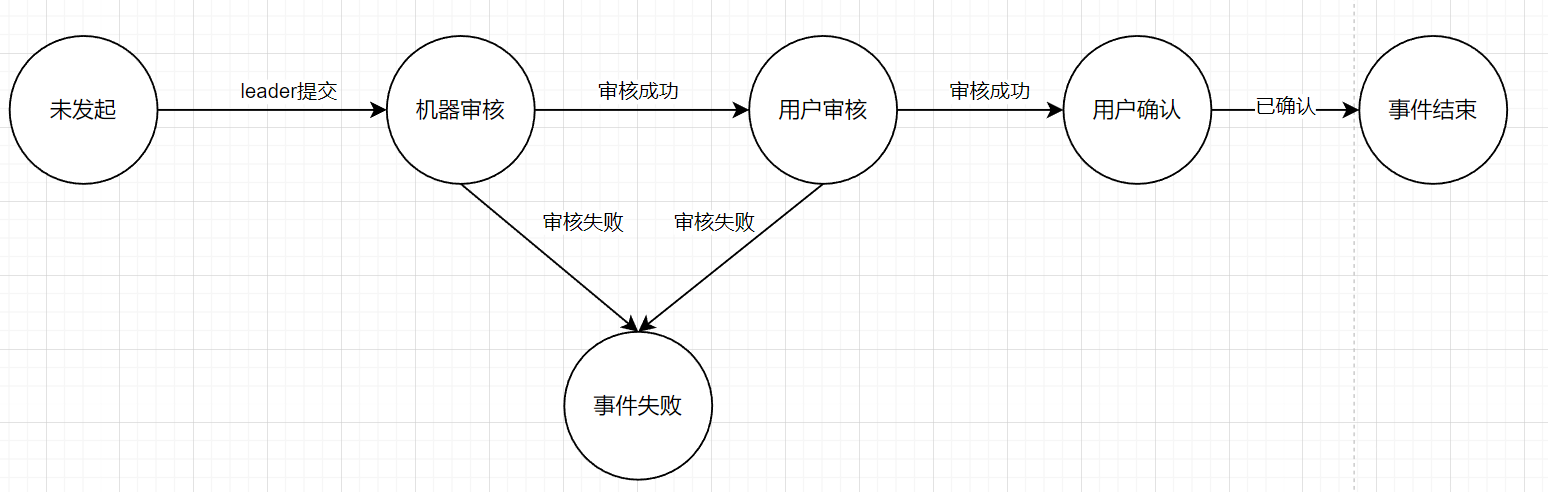 未发起
leader提交
机器审核
审核成功
用户审核
审核成功
用户确认
已确认
事件结束
审核失败
审核失败
事件失败